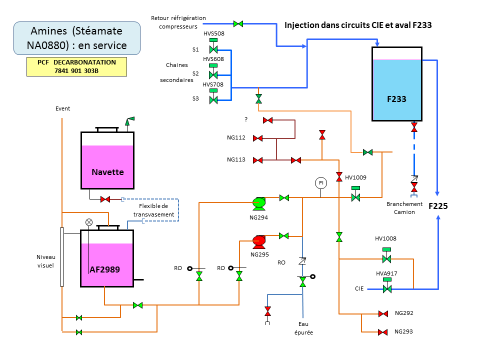 Amines (Stéamate
NA0880) : en service
PCF DECARBONATATION
7841 901 303B
Retour réfrigération
compresseurs
Injection dans circuits CIE et aval F233
HVS508
S1
HVS608
Chaines
S2
secondaires
HVS708
S3
F233
Event
?
NG112
NG113
Navette
PI
HV1009
Branchement
Camion
F225
Flexible de
transvasement
NG294
NG295
HV1008
Niveau
visuel
AF2989
RO
RO
RO
HVA917
CIE
NG292
NG293
Eau
épurée